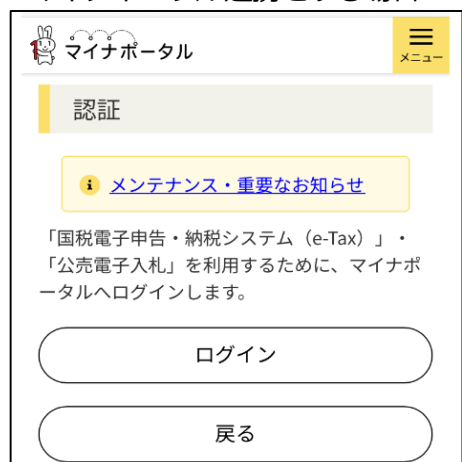 マイナポータル
メニュー
認証
メンテナンス・重要なお知らせ
「国税電子申告・納税システム（e-Tax）」・
「公売電子入札」を利用するために、マイナポ
ータルへログインします。
ログイン
戻る